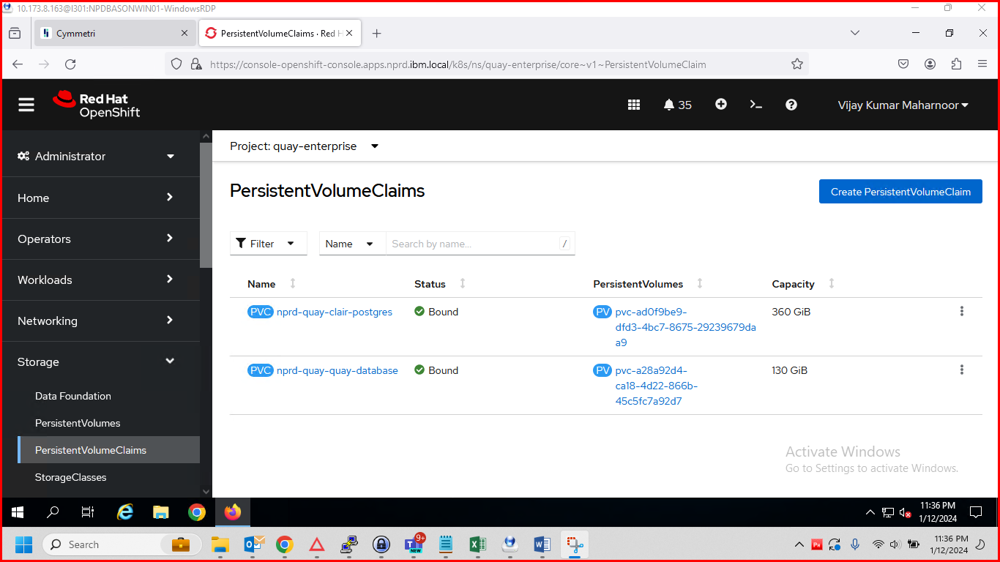 10.173.8.163@I301:NPDBASONWIN01-WindowsRDP
Cymmetri
PersistentVolumeClaims · Red H
https://console-openshift-console.apps.nprd.ibm.local/k8s/ns/quay-enterprise/core~v1~PersistentVolumeClaim
Red Hat
OpenShift
35
Vijay Kumar Maharnoor
Administrator
Home
Operators
Workloads
Networking
Storage
Data Foundation
PersistentVolumes
PersistentVolumeClaims
StorageClasses
Project: quay-enterprise
PersistentVolumeClaims
Create PersistentVolumeClaim
Filter
Name
Search by name...
/
Name Status PersistentVolumes Capacity
PVC nprd-quay-clair-postgres Bound PV pvc-ad0f9be9- 360 GiB
dfd3-4bc7-8675-29239679da
a9
PVC nprd-quay-quay-database Bound PV pvc-a28a92d4- 130 GiB
ca18-4d22-866b-
45c5fc7a92d7
Activate Windows
Go to Settings to activate Windows.
11:36 PM
1/12/2024
Search
9+
NEW
11:36 PM
1/12/2024